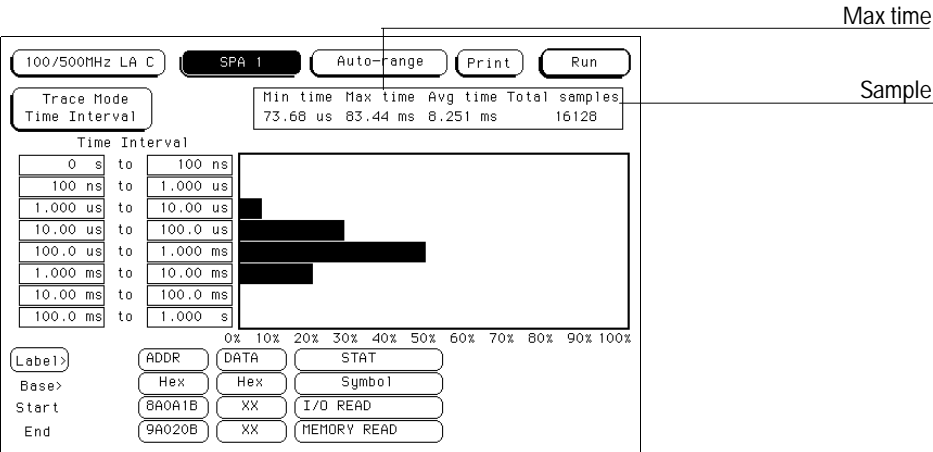 Max time
100/500MHz LA C SPA 1 Auto-range Print Run
Sample
Trace Mode
Time Interval
Min time Max time Avg time Total samples
73.68 us 83.44 ms 8.251 ms 16128
Time Interval
0 s to 100 ns
100 ns to 1.000 us
1.000 us to 10.00 us
10.00 us to 100.0 us
100.0 us to 1.000 ms
1.000 ms to 10.00 ms
10.00 ms to 100.0 ms
100.0 ms to 1.000 s
0% 10% 20% 30% 40% 50% 60% 70% 80% 90% 100%
Label> ADDR DATA STAT
Base> Hex Hex Symbol
Start 8A0A1B XX I/O READ
End 9A020B XX MEMORY READ